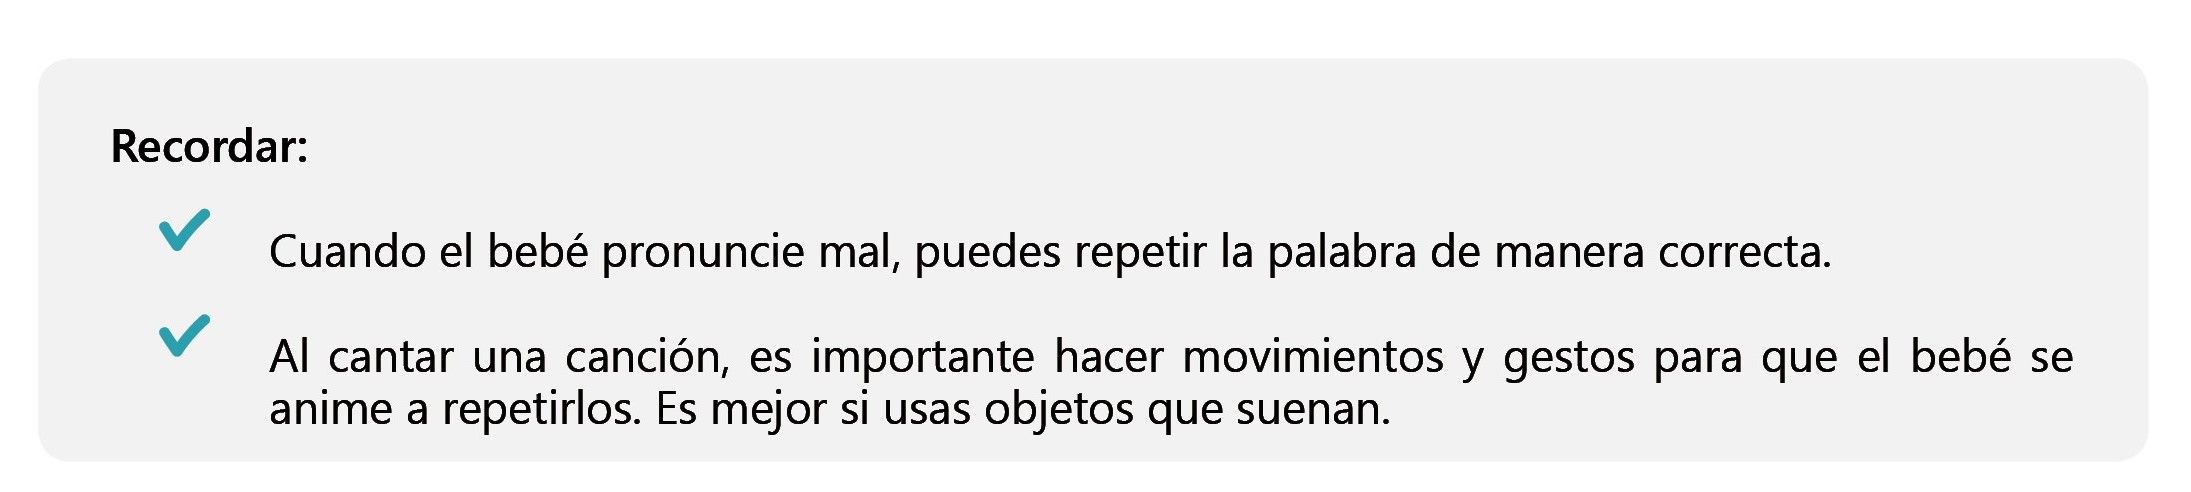 Recordar:
Cuando el bebé pronuncie mal, puedes repetir la palabra de manera correcta.
Al cantar una canción, es importante hacer movimientos y gestos para que el bebé se
anime a repetirlos. Es mejor si usas objetos que suenan.